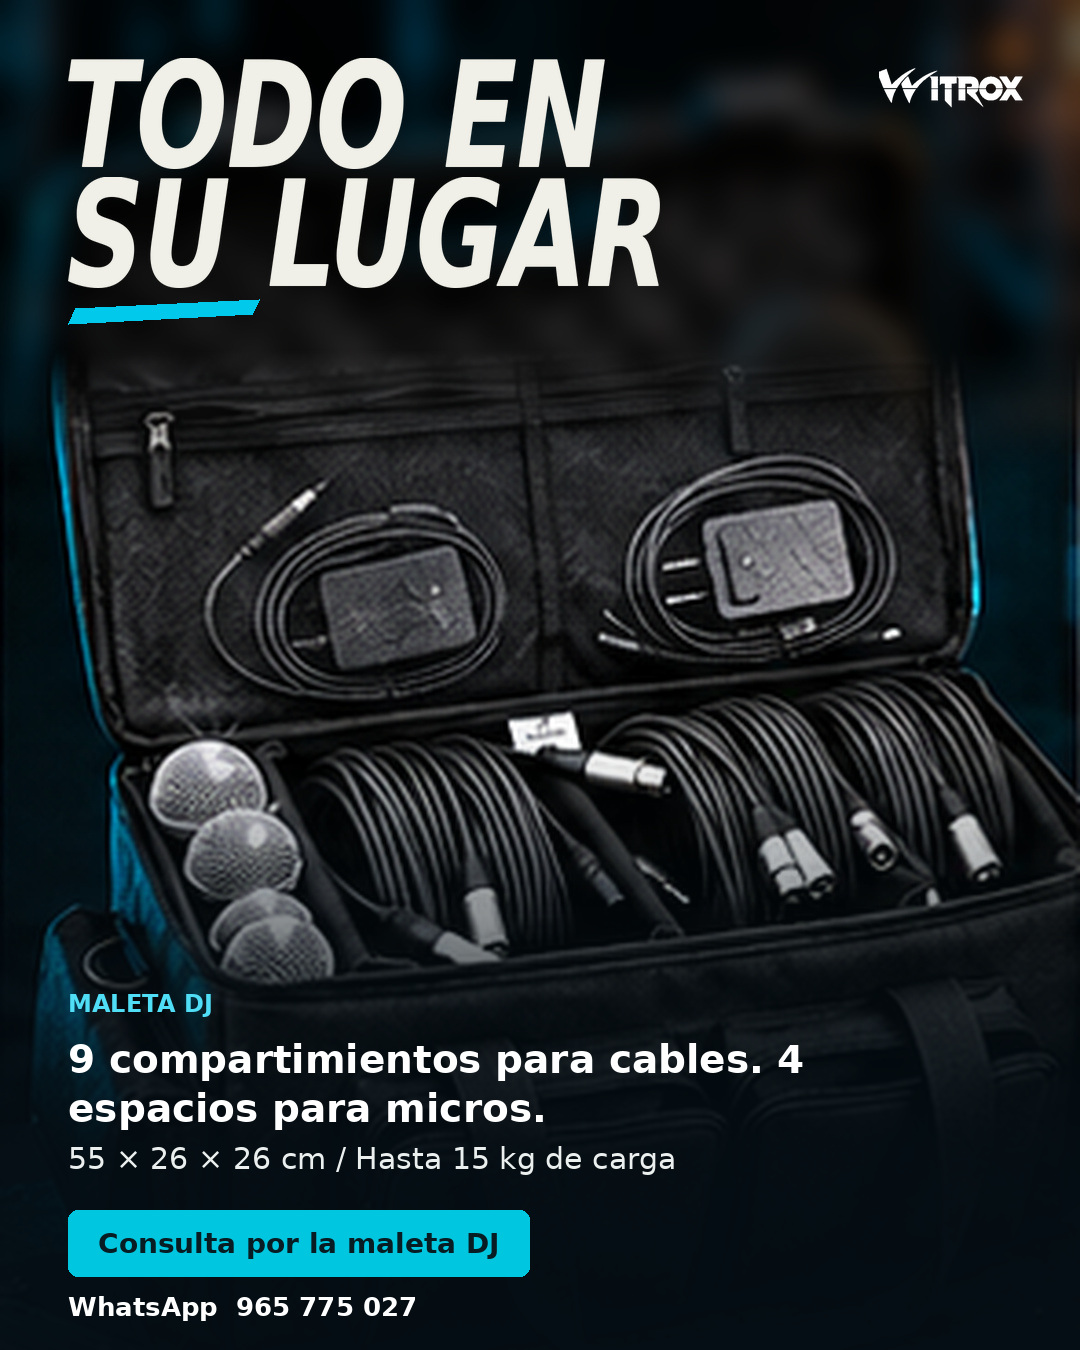 TODO EN
SU LUGAR
WITROX
MALETA DJ
9 compartimientos para cables. 4
espacios para micros.
55 × 26 × 26 cm / Hasta 15 kg de carga
Consulta por la maleta DJ
WhatsApp 965 775 027